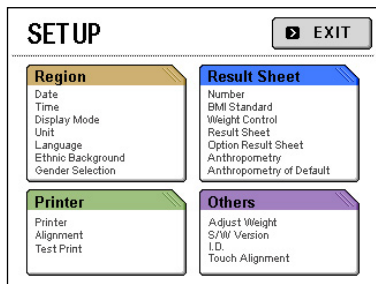 SETUP
EXIT
Region
Date
Time
Display Mode
Unit
Language
Ethnic Background
Gender Selection
Result Sheet
Number
BMI Standard
Weight Control
Result Sheet
Option Result Sheet
Anthropometry
Anthropometry of Default
Printer
Printer
Alignment
Test Print
Others
Adjust Weight
S/W Version
I.D.
Touch Alignment